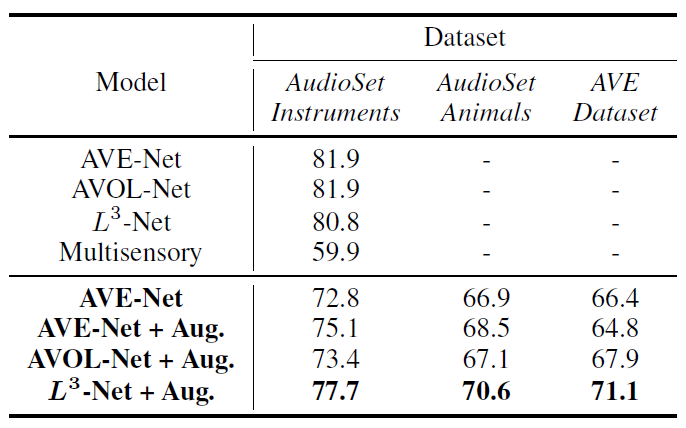 Dataset
Model AudioSet AudioSet AVE
Instruments Animals Dataset
AVE-Net 81.9 - -
AVOL-Net 81.9 - -
L³-Net 80.8 - -
Multisensory 59.9 - -
AVE-Net 72.8 66.9 66.4
AVE-Net + Aug. 75.1 68.5 64.8
AVOL-Net + Aug. 73.4 67.1 67.9
L³-Net + Aug. 77.7 70.6 71.1